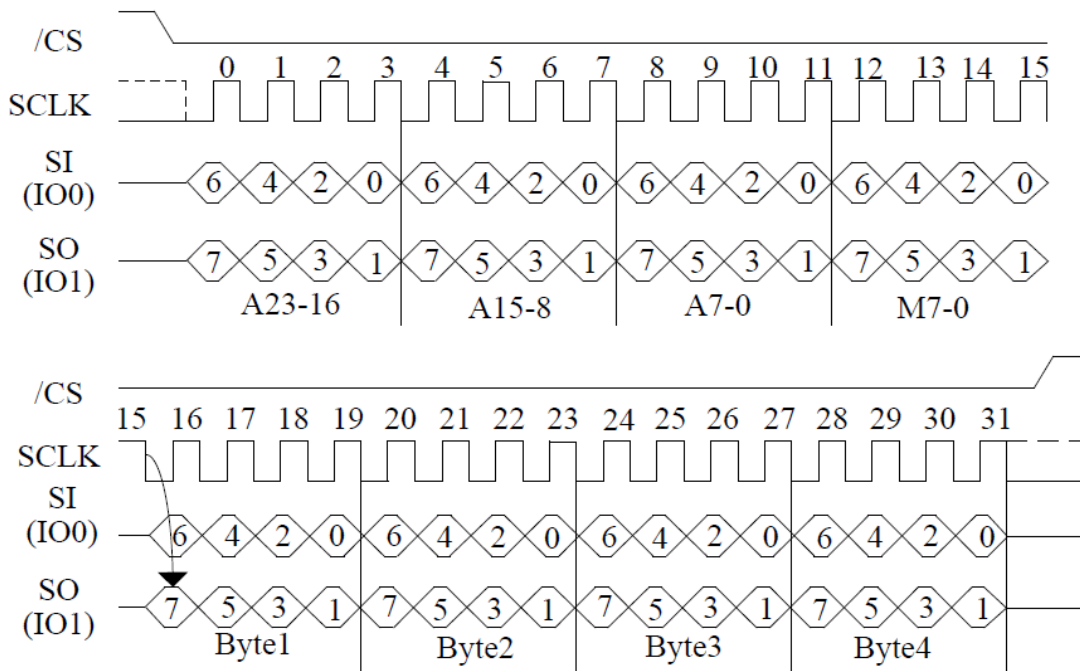 /CS
0 1 2 3 4 5 6 7 8 9 10 11 12 13 14 15
SCLK
SI
(IO0)
6 4 2 0 6 4 2 0 6 4 2 0 6 4 2 0
SO
(IO1)
7 5 3 1 7 5 3 1 7 5 3 1 7 5 3 1
A23-16 A15-8 A7-0 M7-0
/CS
15 16 17 18 19 20 21 22 23 24 25 26 27 28 29 30 31
SCLK
SI
(IO0)
6 4 2 0 6 4 2 0 6 4 2 0 6 4 2 0
SO
(IO1)
7 5 3 1 7 5 3 1 7 5 3 1 7 5 3 1
Byte1 Byte2 Byte3 Byte4